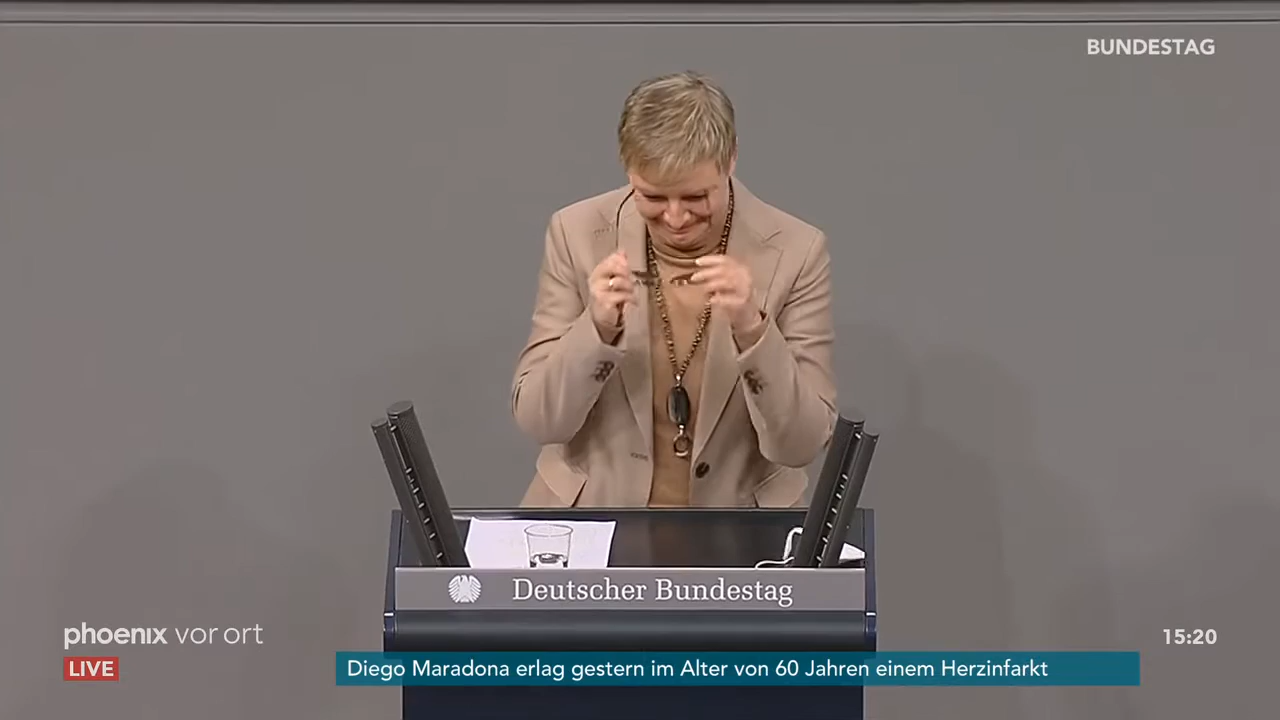 BUNDESTAG
Deutscher Bundestag
phoenix vor ort
15:20
LIVE
Diego Maradona erlag gestern im Alter von 60 Jahren einem Herzinfarkt